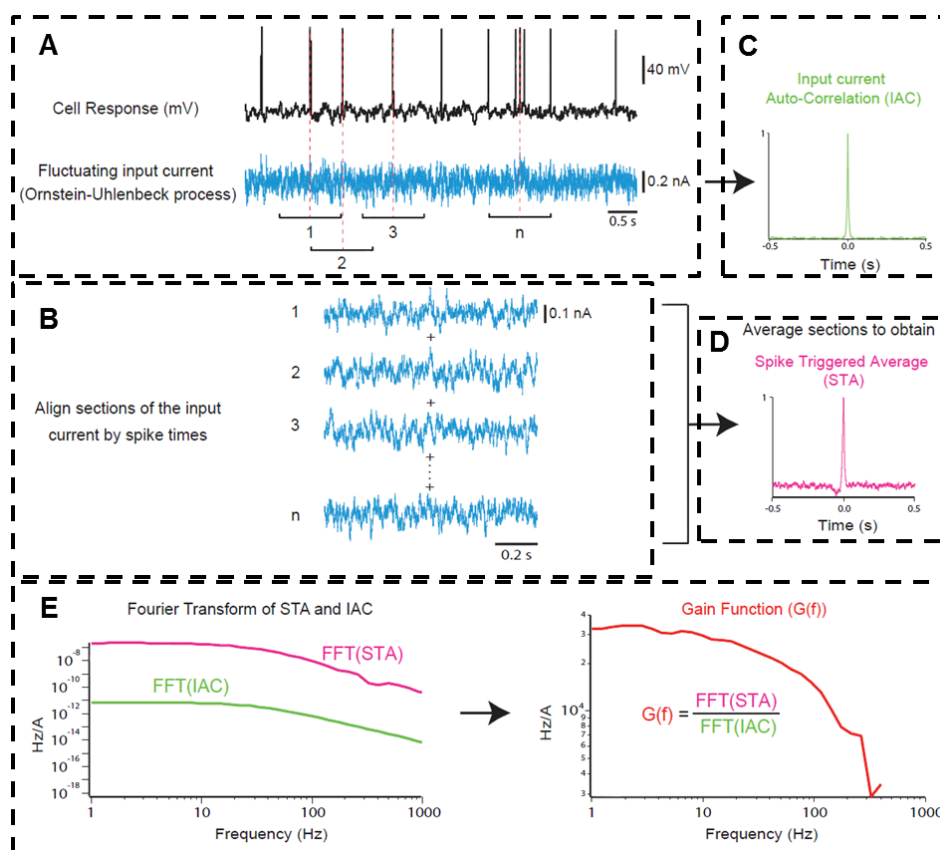 A
40 mV
Cell Response (mV)
Fluctuating input current
(Ornstein-Uhlenbeck process)
0.2 nA
0.5 s
1
3
n
2
C
Input current
Auto-Correlation (IAC)
1
-0.5
0.0
0.5
Time (s)
B
1
0.1 nA
+
2
+
Align sections of the input
current by spike times
3
+
+
n
0.2 s
Average sections to obtain
D
Spike Triggered Average
(STA)
1
-0.5
0.0
0.5
Time (s)
E
Fourier Transform of STA and IAC
10^-8
10^-10
10^-12
10^-14
10^-16
10^-18
Hz/A
FFT(STA)
FFT(IAC)
1
10
100
1000
Frequency (Hz)
Gain Function (G(f))
4
3
2
10^4
9
8
7
6
5
4
3
Hz/A
G(f) = FFT(STA)
FFT(IAC)
1
10
100
1000
Frequency (Hz)